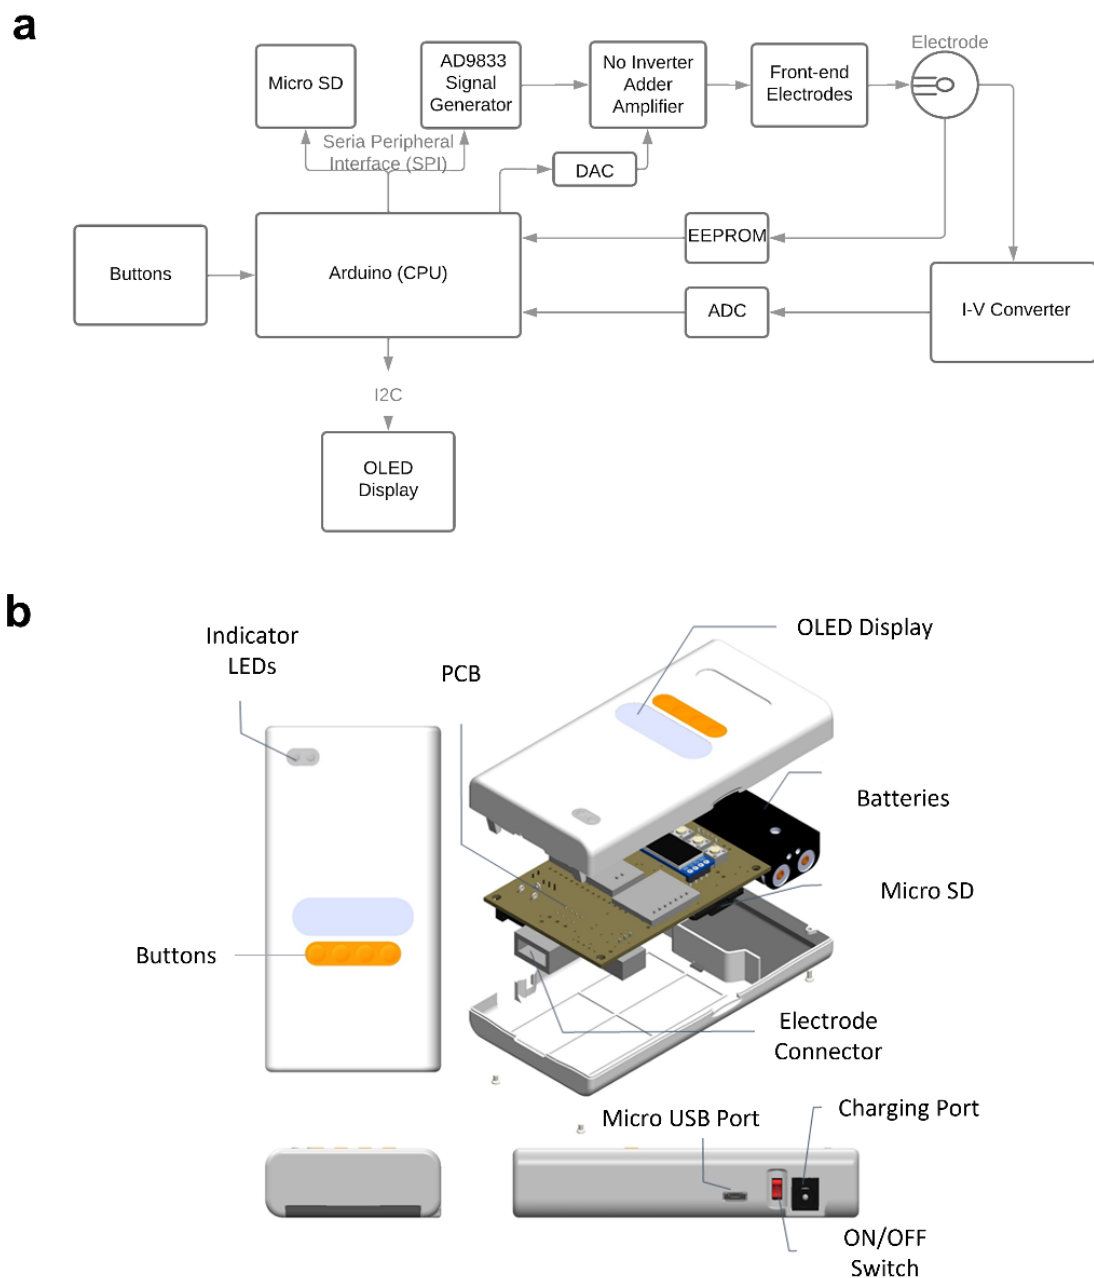 a
Electrode
Micro SD
AD9833
Signal
Generator
No Inverter
Adder
Amplifier
Front-end
Electrodes
Seria Peripheral
Interface (SPI)
DAC
EEPROM
Buttons
Arduino (CPU)
ADC
I-V Converter
I2C
OLED
Display
b
Indicator
LEDs
PCB
OLED Display
Batteries
Micro SD
Buttons
Electrode
Connector
Micro USB Port
Charging Port
ON/OFF
Switch